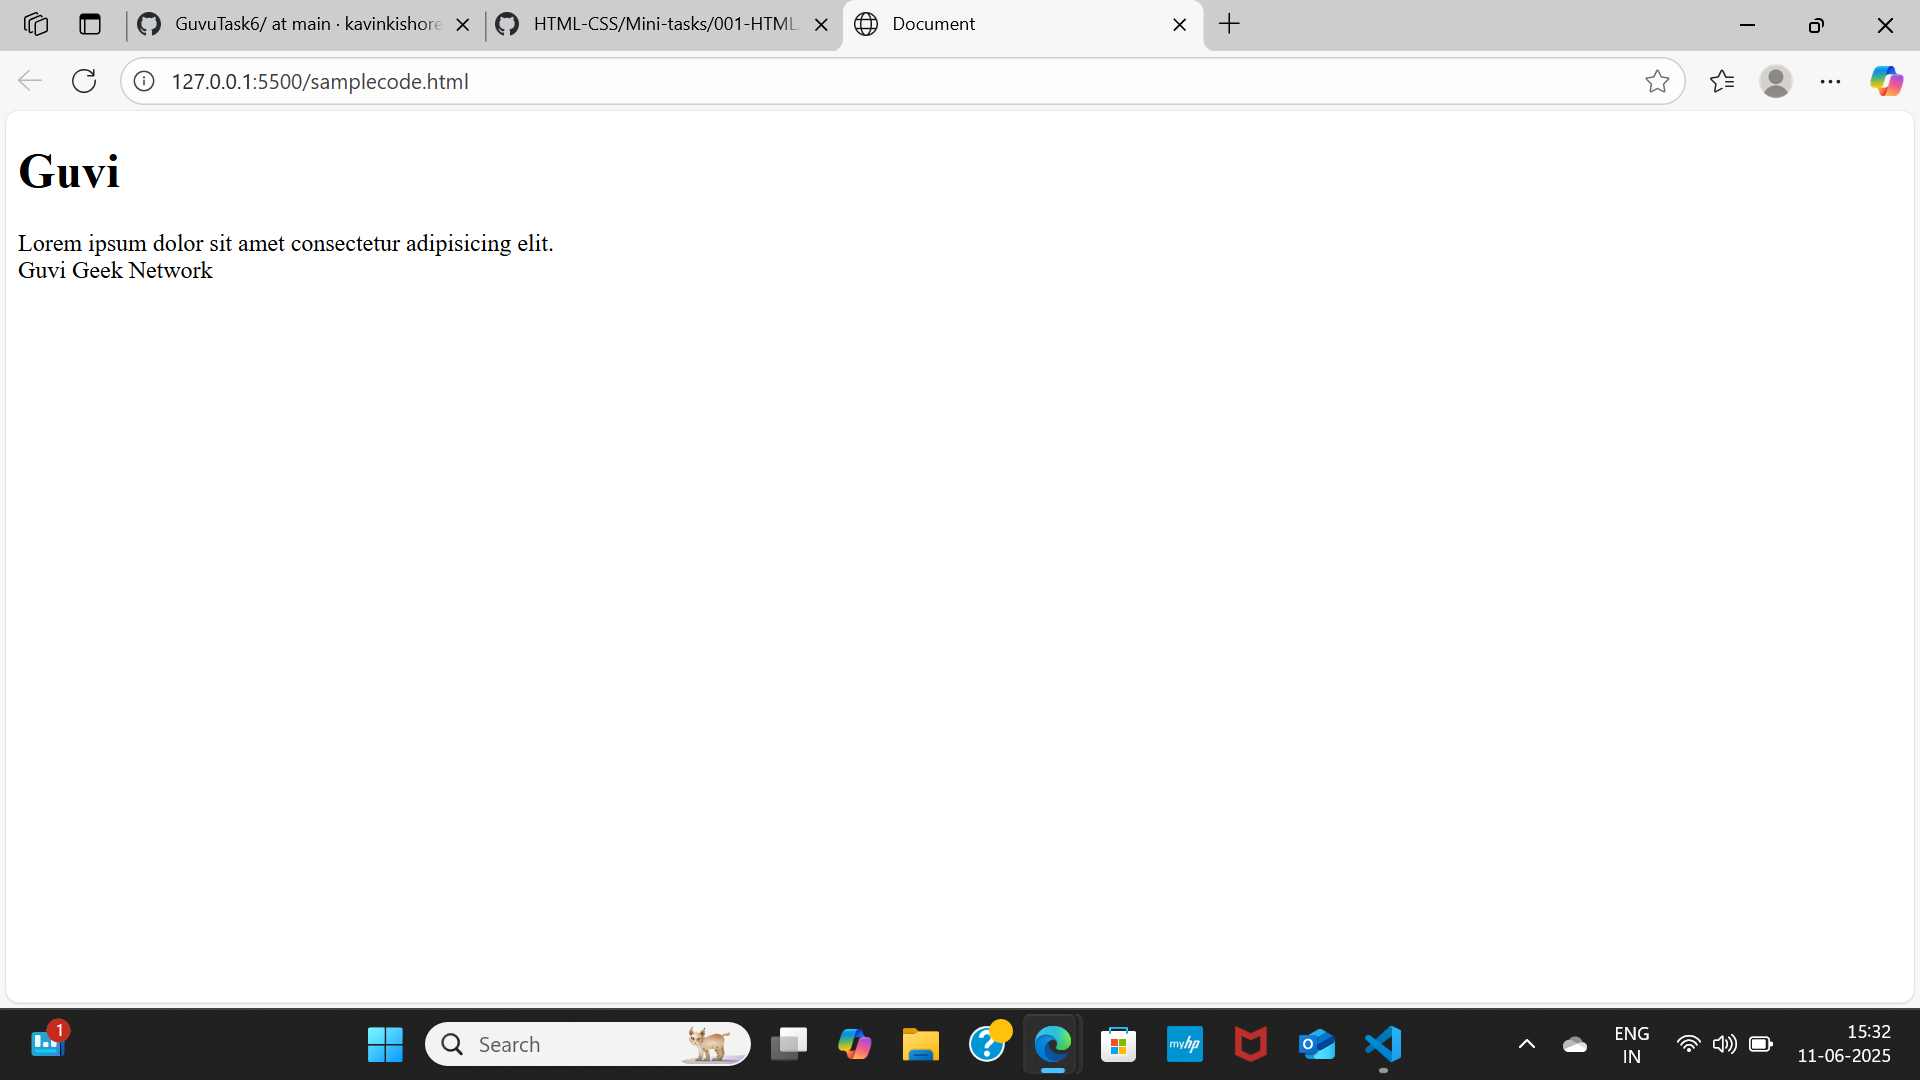 GuvuTask6/ at main · kavinkishore
HTML-CSS/Mini-tasks/001-HTML.
Document
127.0.0.1:5500/samplecode.html
Guvi
Lorem ipsum dolor sit amet consectetur adipisicing elit.
Guvi Geek Network
1
Search
myhp
ENG
IN
15:32
11-06-2025